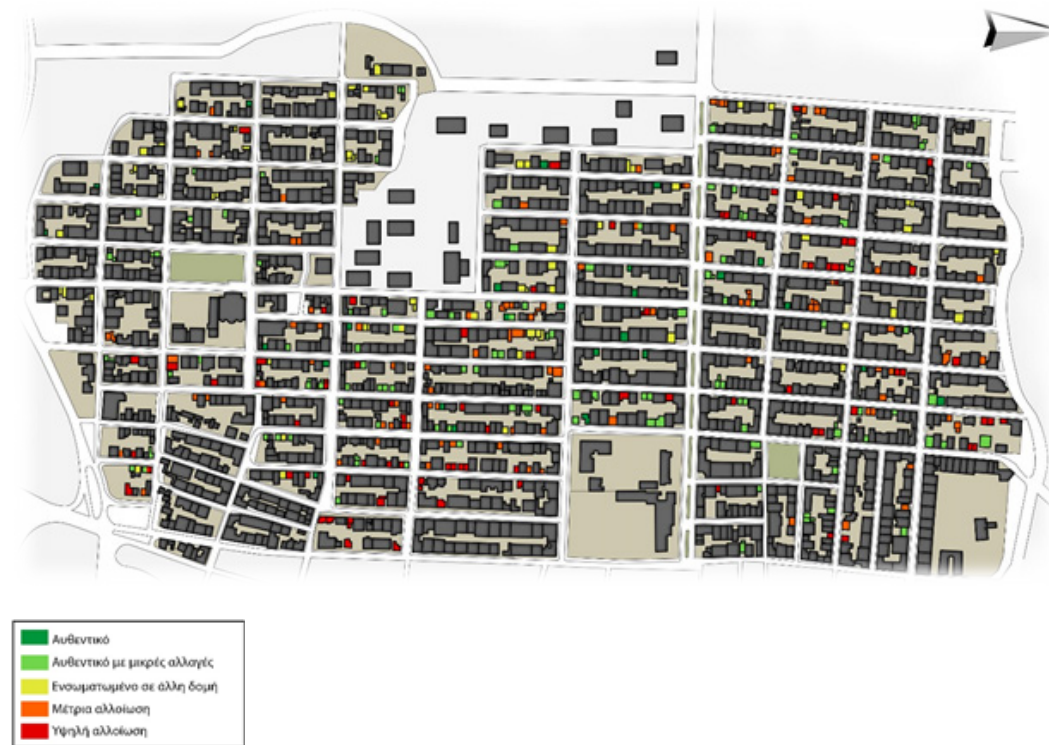 Αυθεντικό
Αυθεντικό με μικρές αλλαγές
Ενσωματωμένο σε άλλη δομή
Μέτρια αλλοίωση
Υψηλή αλλοίωση